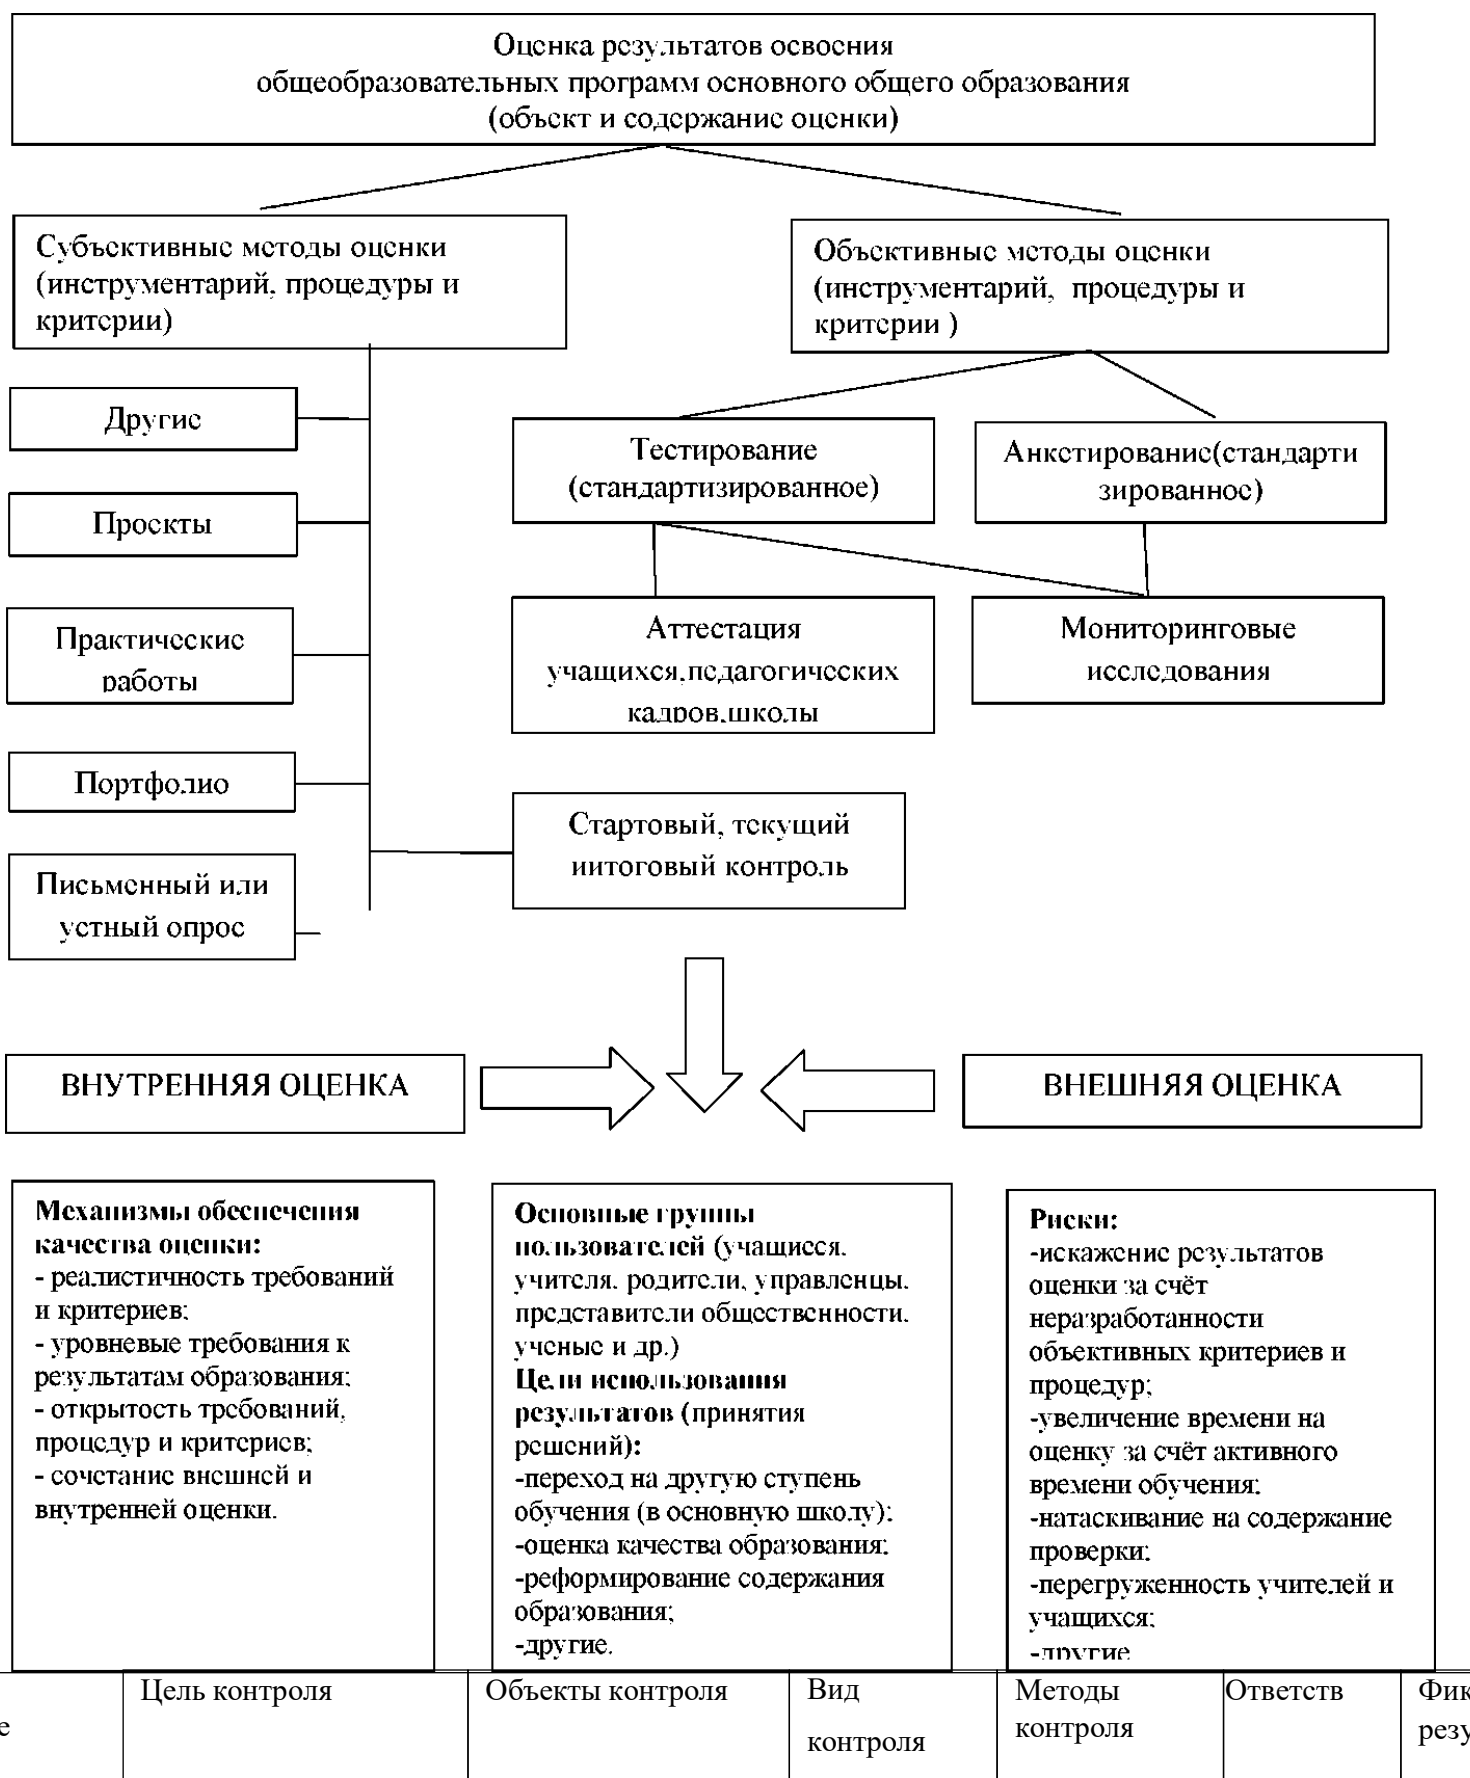 Оценка результатов освоения
общеобразовательных программ основного общего образования
(объект и содержание оценки)
Субъективные методы оценки
(инструментарий, процедуры и
критерии)
Объективные методы оценки
(инструментарий, процедуры и
критерии )
Другие
Проекты
Практические
работы
Портфолио
Письменный или
устный опрос
Тестирование
(стандартизированное)
Анкетирование(стандарти
зированное)
Аттестация
учащихся,педагогических
кадров,школы
Мониторинговые
исследования
Стартовый, текущий
иитоговый контроль
ВНУТРЕННЯЯ ОЦЕНКА
ВНЕШНЯЯ ОЦЕНКА
Механизмы обеспечения
качества оценки:
- реалистичность требований
и критериев;
- уровневые требования к
результатам образования;
- открытость требований,
процедур и критериев;
- сочетание внешней и
внутренней оценки.
Основные группы
пользователей (учащиеся,
учителя, родители, управленцы,
представители общественности,
ученые и др.)
Цели использования
результатов (принятия
решений):
-переход на другую ступень
обучения (в основную школу);
-оценка качества образования;
-реформирование содержания
образования;
-другие.
Риски:
-искажение результатов
оценки за счёт
неразработанности
объективных критериев и
процедур;
-увеличение времени на
оценку за счёт активного
времени обучения;
-натаскивание на содержание
проверки;
-перегруженность учителей и
учащихся;
-другие
е
Цель контроля
Объекты контроля
Вид
контроля
Методы
контроля
Ответств
Фик
резу